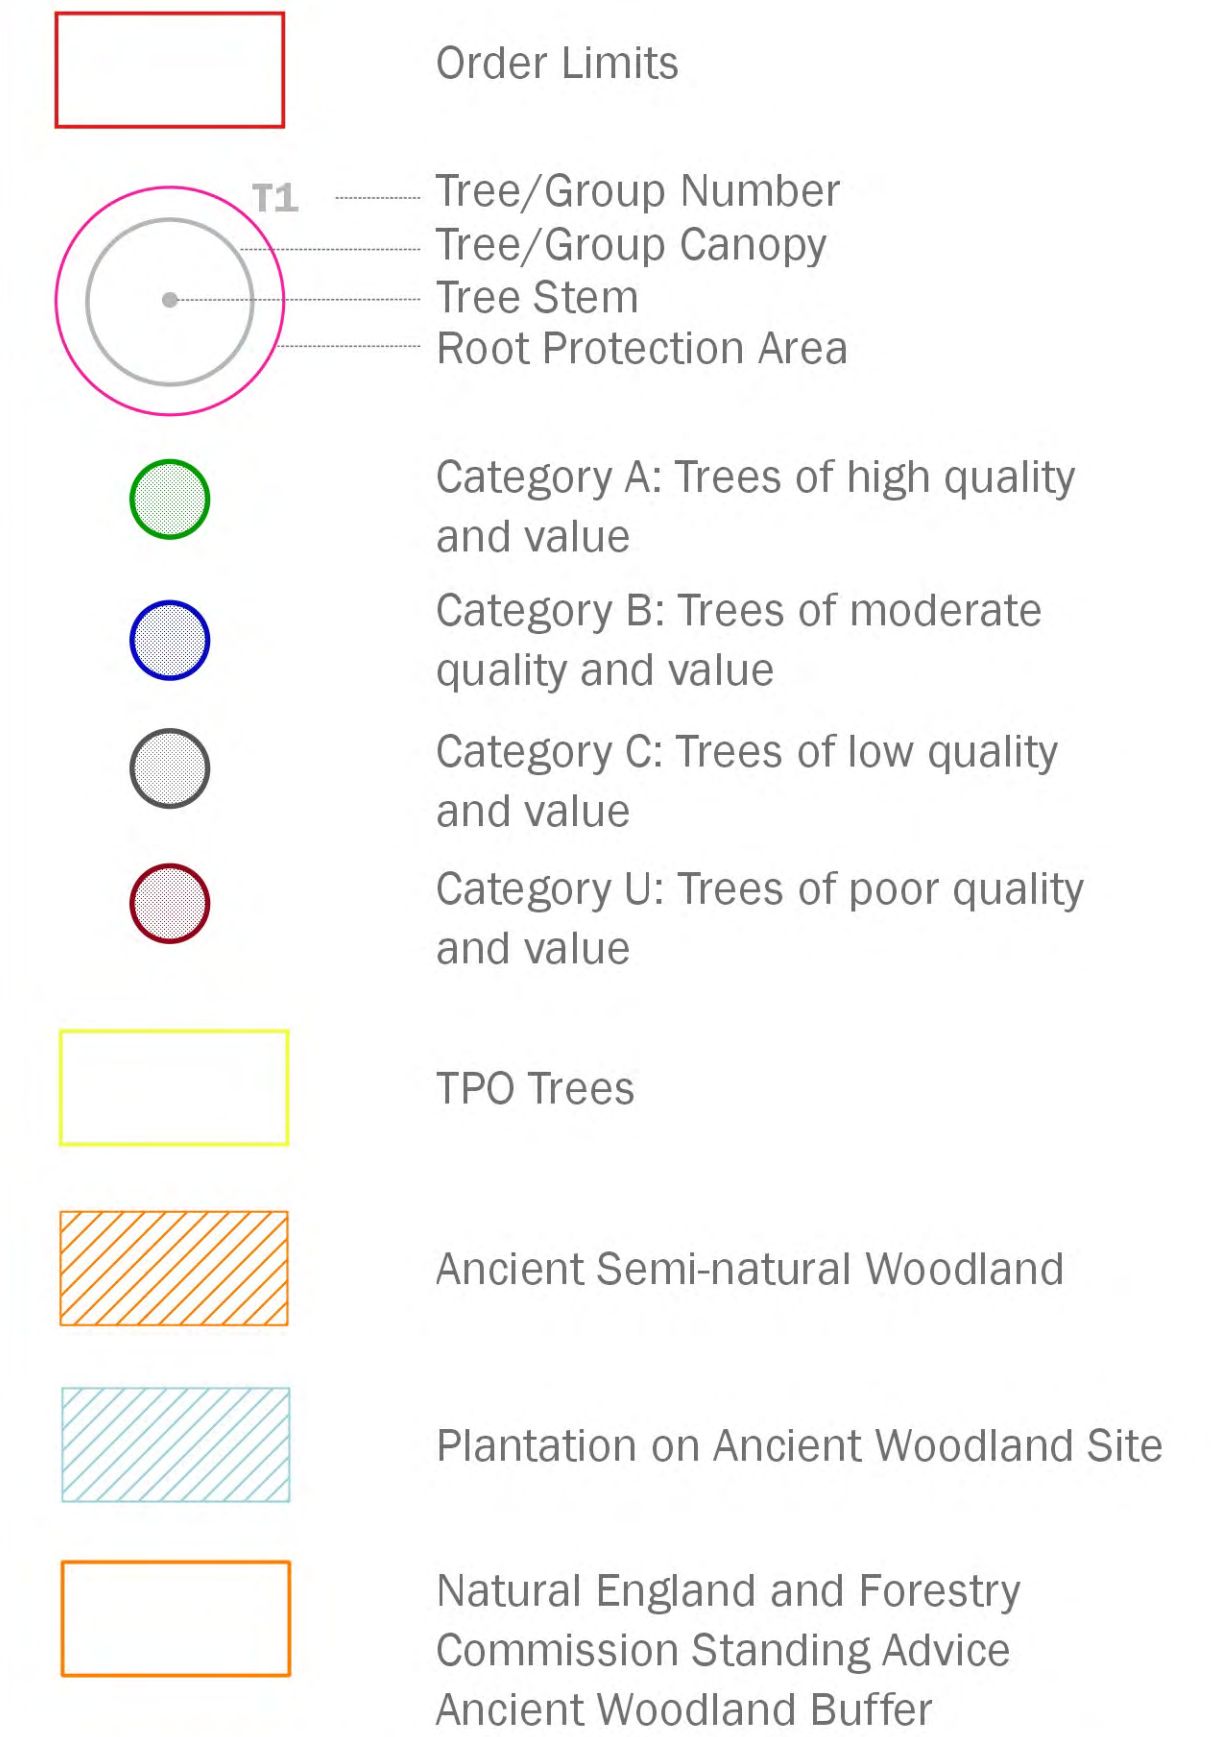 Order Limits
T1
Tree/Group Number
Tree/Group Canopy
Tree Stem
Root Protection Area
Category A: Trees of high quality
and value
Category B: Trees of moderate
quality and value
Category C: Trees of low quality
and value
Category U: Trees of poor quality
and value
TPO Trees
Ancient Semi-natural Woodland
Plantation on Ancient Woodland Site
Natural England and Forestry
Commission Standing Advice
Ancient Woodland Buffer